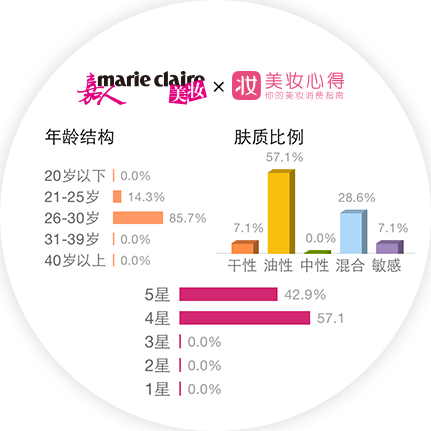 嘉人
marie claire
美妆
×
妆
美妆心得
你的美妆消费指南
年龄结构
20岁以下 0.0%
21-25岁 14.3%
26-30岁 85.7%
31-39岁 0.0%
40岁以上 0.0%
肤质比例
57.1%
28.6%
7.1% 0.0% 7.1%
干性 油性 中性 混合 敏感
5星 42.9%
4星 57.1
3星 0.0%
2星 0.0%
1星 0.0%